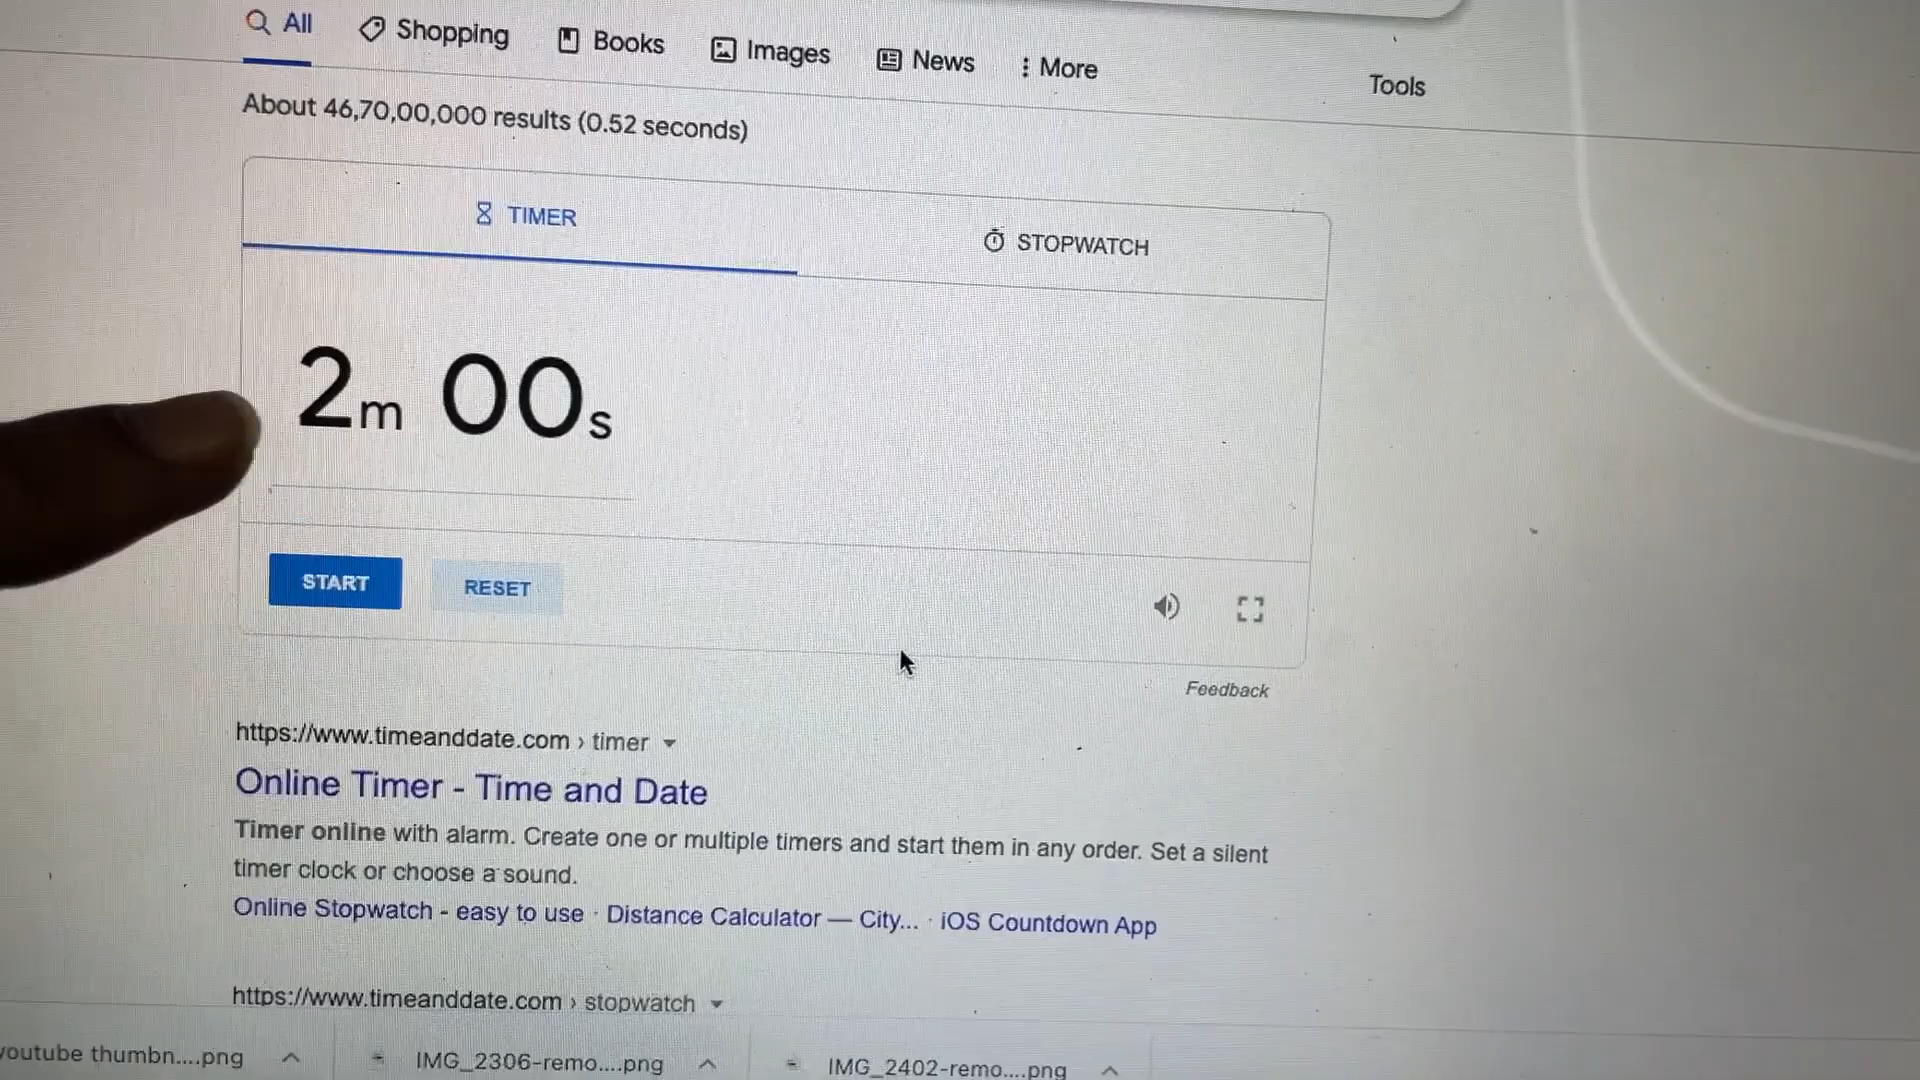 All Shopping Books Images News More Tools
About 46,70,00,000 results (0.52 seconds)
TIMER STOPWATCH
2m 00s
START RESET
Feedback
https://www.timeanddate.com › timer
Online Timer - Time and Date
Timer online with alarm. Create one or multiple timers and start them in any order. Set a silent
timer clock or choose a sound.
Online Stopwatch - easy to use · Distance Calculator — City... · iOS Countdown App
https://www.timeanddate.com › stopwatch
youtube thumbn....png IMG_2306-remo....png IMG_2402-remo....png